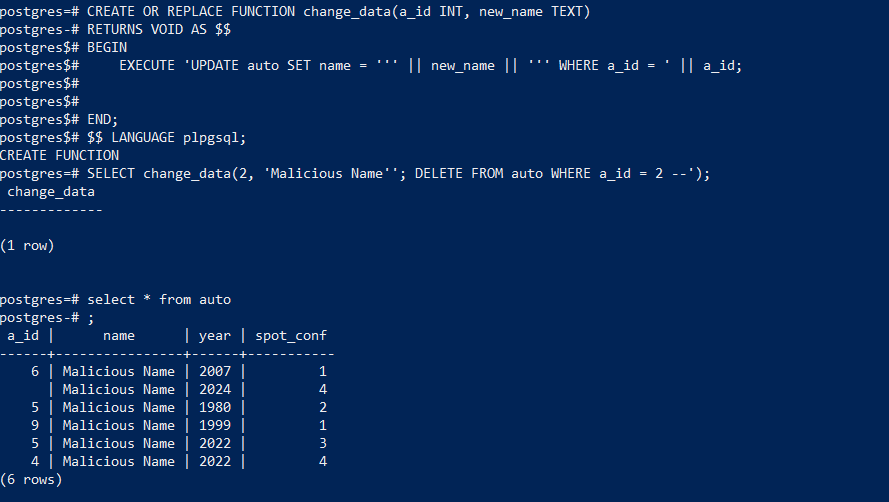 postgres=# CREATE OR REPLACE FUNCTION change_data(a_id INT, new_name TEXT)
postgres-# RETURNS VOID AS $$
postgres$# BEGIN
postgres$#     EXECUTE 'UPDATE auto SET name = ''' || new_name || ''' WHERE a_id = ' || a_id;
postgres$#
postgres$#
postgres$# END;
postgres$# $$ LANGUAGE plpgsql;
CREATE FUNCTION
postgres=# SELECT change_data(2, 'Malicious Name''; DELETE FROM auto WHERE a_id = 2 --');
 change_data
-------------

(1 row)


postgres=# select * from auto
postgres-# ;
 a_id |      name      | year | spot_conf
------+----------------+------+-----------
    6 | Malicious Name | 2007 |         1
      | Malicious Name | 2024 |         4
    5 | Malicious Name | 1980 |         2
    9 | Malicious Name | 1999 |         1
    5 | Malicious Name | 2022 |         3
    4 | Malicious Name | 2022 |         4
(6 rows)